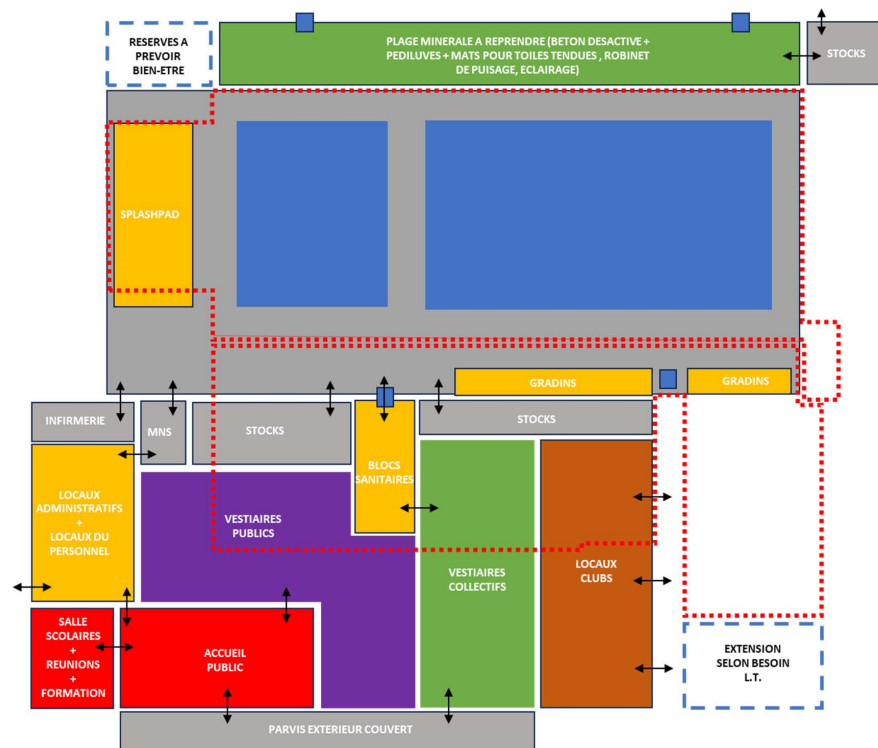 RESERVES A
PREVOIR
BIEN-ETRE
PLAGE MINERALE A REPRENDRE (BETON DESACTIVE +
PEDILUVES + MATS POUR TOILES TENDUES , ROBINET
DE PUISAGE, ECLAIRAGE)
STOCKS
SPLASHPAD
GRADINS
GRADINS
INFIRMERIE
MNS
STOCKS
STOCKS
BLOCS
SANITAIRES
LOCAUX
ADMINISTRATIFS
+
LOCAUX DU
PERSONNEL
VESTIAIRES
PUBLICS
VESTIAIRES
COLLECTIFS
LOCAUX
CLUBS
SALLE
SCOLAIRES
+
REUNIONS
+
FORMATION
ACCUEIL
PUBLIC
EXTENSION
SELON BESOIN
L.T.
PARVIS EXTERIEUR COUVERT